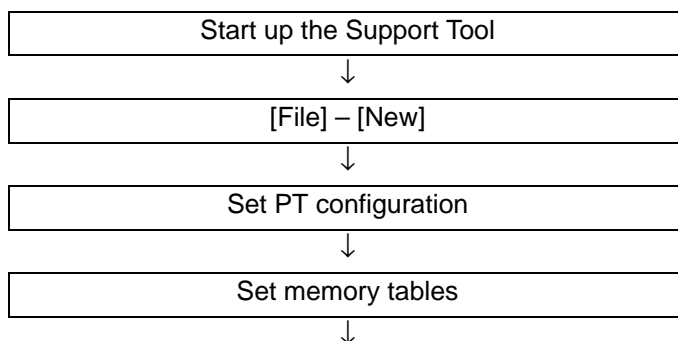 Start up the Support Tool
↓
[File] – [New]
↓
Set PT configuration
↓
Set memory tables
↓